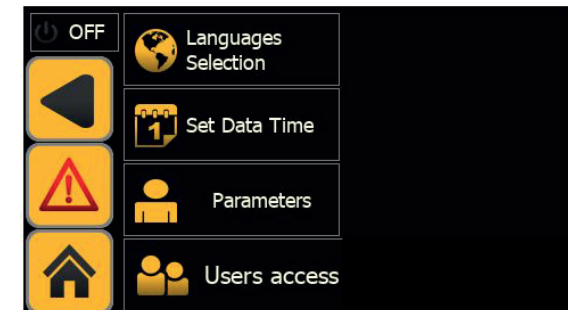 OFF
Languages
Selection
1
Set Data Time
Parameters
Users access